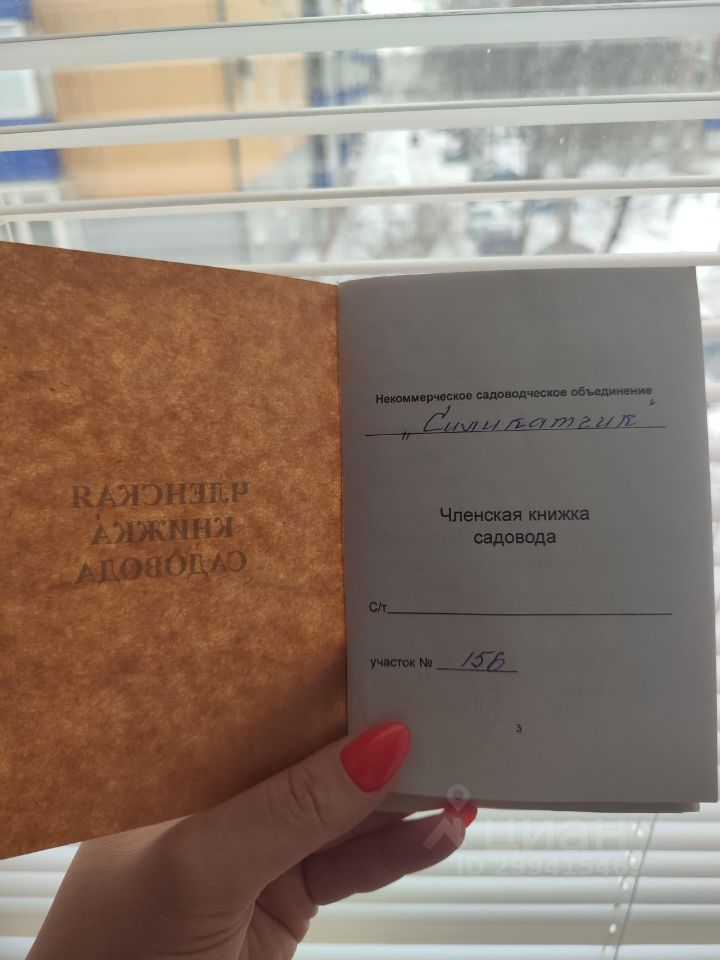 ЧЛЕНСКАЯ
КНИЖКА
САДОВОДА
Некоммерческое садоводческое объединение
„Силикатчик"
Членская книжка
садовода
С/т
участок № 156
3
циан
ID 29941546